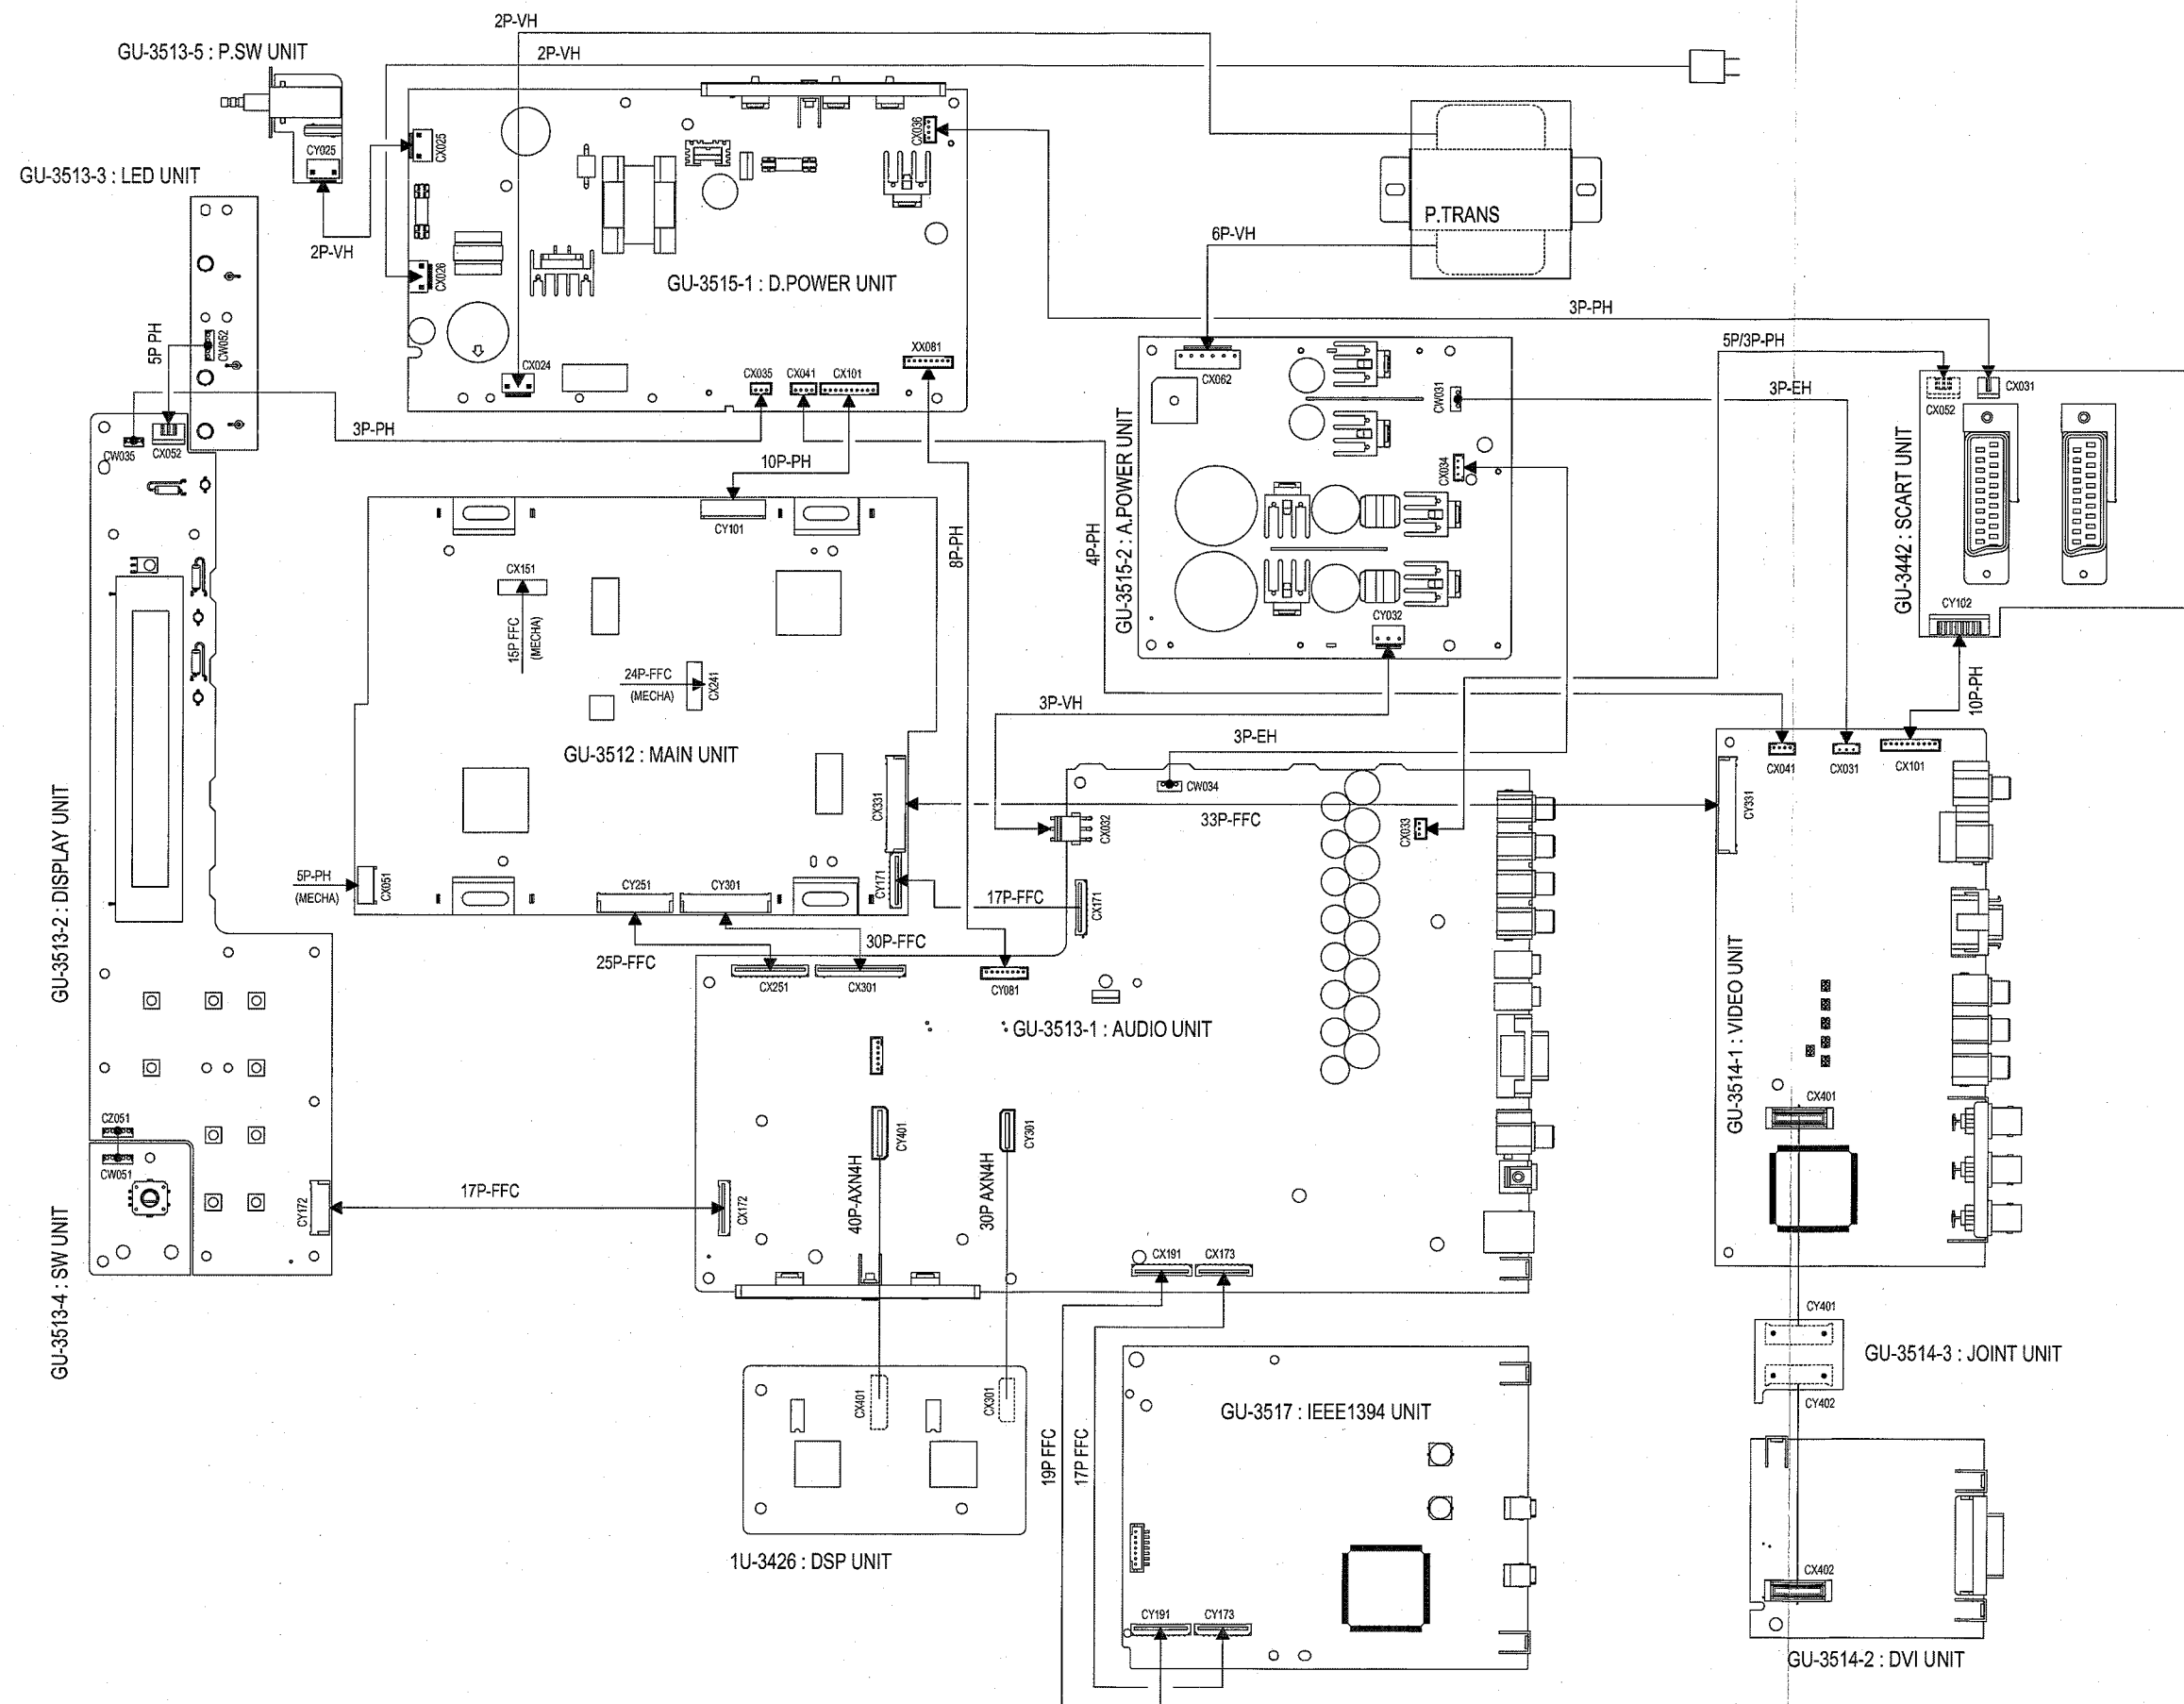 2P-VH
GU-3513-5 : P.SW UNIT
2P-VH
CX036
CX025
CY025
GU-3513-3 : LED UNIT
P.TRANS
6P-VH
2P-VH
CX026
GU-3515-1 : D.POWER UNIT
3P-PH
5P PH
CW052
5P/3P-PH
XX081
CX024
CX035
CX041
CX101
CX062
CW031
3P-EH
CX052
CX031
3P-PH
CW035
CX052
10P-PH
CX034
GU-3515-2 : A.POWER UNIT
GU-3442 : SCART UNIT
CY101
8P-PH
4P-PH
CX151
15P FFC
(MECHA)
CY032
CY102
24P-FFC
(MECHA)
CX241
10P-PH
3P-VH
3P-EH
GU-3512 : MAIN UNIT
CX041
CX031
CX101
CW034
GU-3513-2 : DISPLAY UNIT
CX331
CX032
33P-FFC
CX033
CY331
5P-PH
(MECHA)
CX051
CY251
CY301
CY171
17P-FFC
CX171
30P-FFC
25P-FFC
CX251
CX301
CY081
GU-3513-1 : AUDIO UNIT
GU-3514-1 : VIDEO UNIT
CX401
CZ051
CW051
CY401
CY301
40P-AXN4H
30P AXN4H
17P-FFC
CY172
CX172
GU-3513-4 : SW UNIT
CX191
CX173
CY401
GU-3514-3 : JOINT UNIT
CY402
CX401
CX301
GU-3517 : IEEE1394 UNIT
19P FFC
17P FFC
1U-3426 : DSP UNIT
CX402
CY191
CY173
GU-3514-2 : DVI UNIT